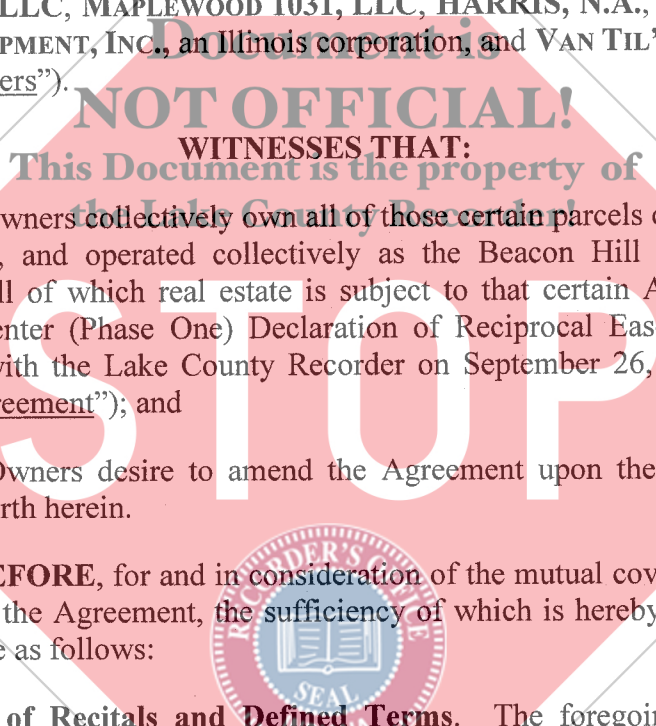 LLC, MAPLEWOOD 1031, LLC, HARRIS, N.A.,
PMENT, INC., an Illinois corporation, and VAN TIL'
ers").
Document is
NOT OFFICIAL!
WITNESSES THAT:
This Document is the property of
the Lake County Recorder!
wners collectively own all of those certain parcels
, and operated collectively as the Beacon Hill
ll of which real estate is subject to that certain A
enter (Phase One) Declaration of Reciprocal Eas
with the Lake County Recorder on September 26,
reement"); and
STOP
Owners desire to amend the Agreement upon the
rth herein.
EFORE, for and in consideration of the mutual cov
the Agreement, the sufficiency of which is hereby
e as follows:
RECORDER'S OFFICE
SEAL
of Recitals and Defined Terms. The foregoin